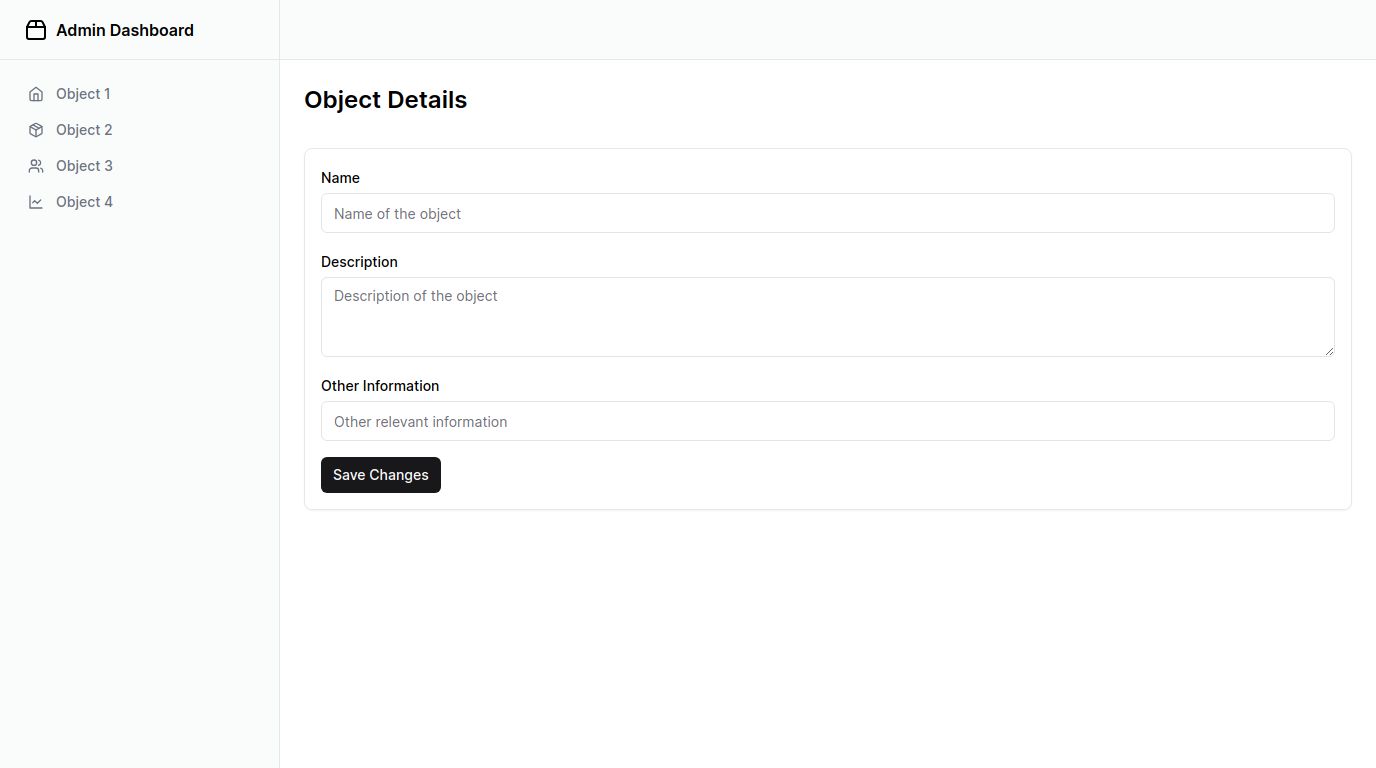 Admin Dashboard
Object 1
Object 2
Object 3
Object 4
Object Details
Name
Name of the object
Description
Description of the object
Other Information
Other relevant information
Save Changes